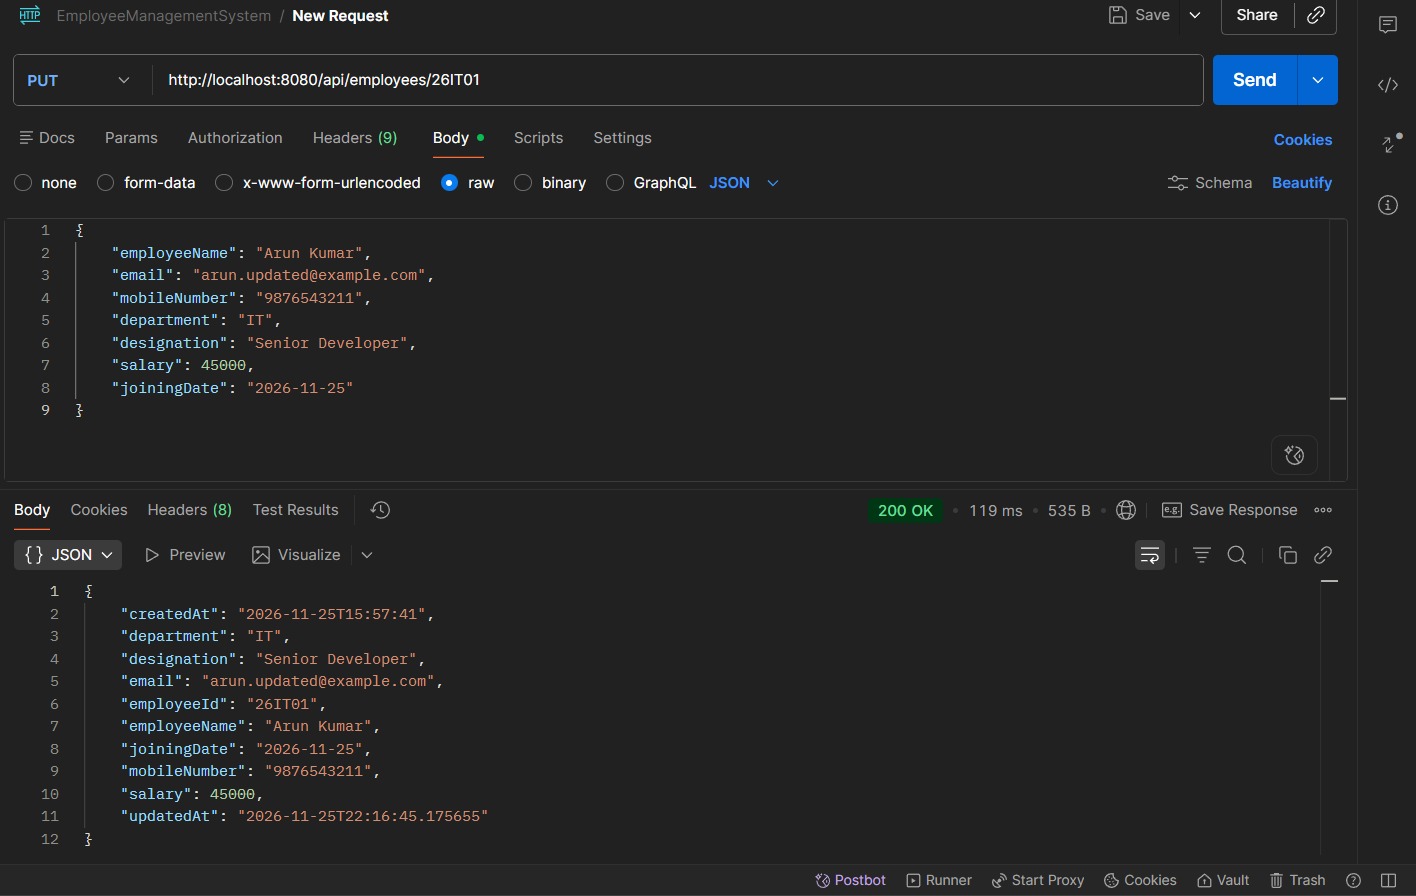 HTTP EmployeeManagementSystem / New Request Save Share
PUT http://localhost:8080/api/employees/26IT01 Send
Docs Params Authorization Headers (9) Body Scripts Settings Cookies
none form-data x-www-form-urlencoded raw binary GraphQL JSON Schema Beautify
1 {
2 "employeeName": "Arun Kumar",
3 "email": "arun.updated@example.com",
4 "mobileNumber": "9876543211",
5 "department": "IT",
6 "designation": "Senior Developer",
7 "salary": 45000,
8 "joiningDate": "2026-11-25"
9 }
Body Cookies Headers (8) Test Results 200 OK • 119 ms • 535 B • e.g. Save Response
{} JSON Preview Visualize
1 {
2 "createdAt": "2026-11-25T15:57:41",
3 "department": "IT",
4 "designation": "Senior Developer",
5 "email": "arun.updated@example.com",
6 "employeeId": "26IT01",
7 "employeeName": "Arun Kumar",
8 "joiningDate": "2026-11-25",
9 "mobileNumber": "9876543211",
10 "salary": 45000,
11 "updatedAt": "2026-11-25T22:16:45.175655"
12 }
Postbot Runner Start Proxy Cookies Vault Trash